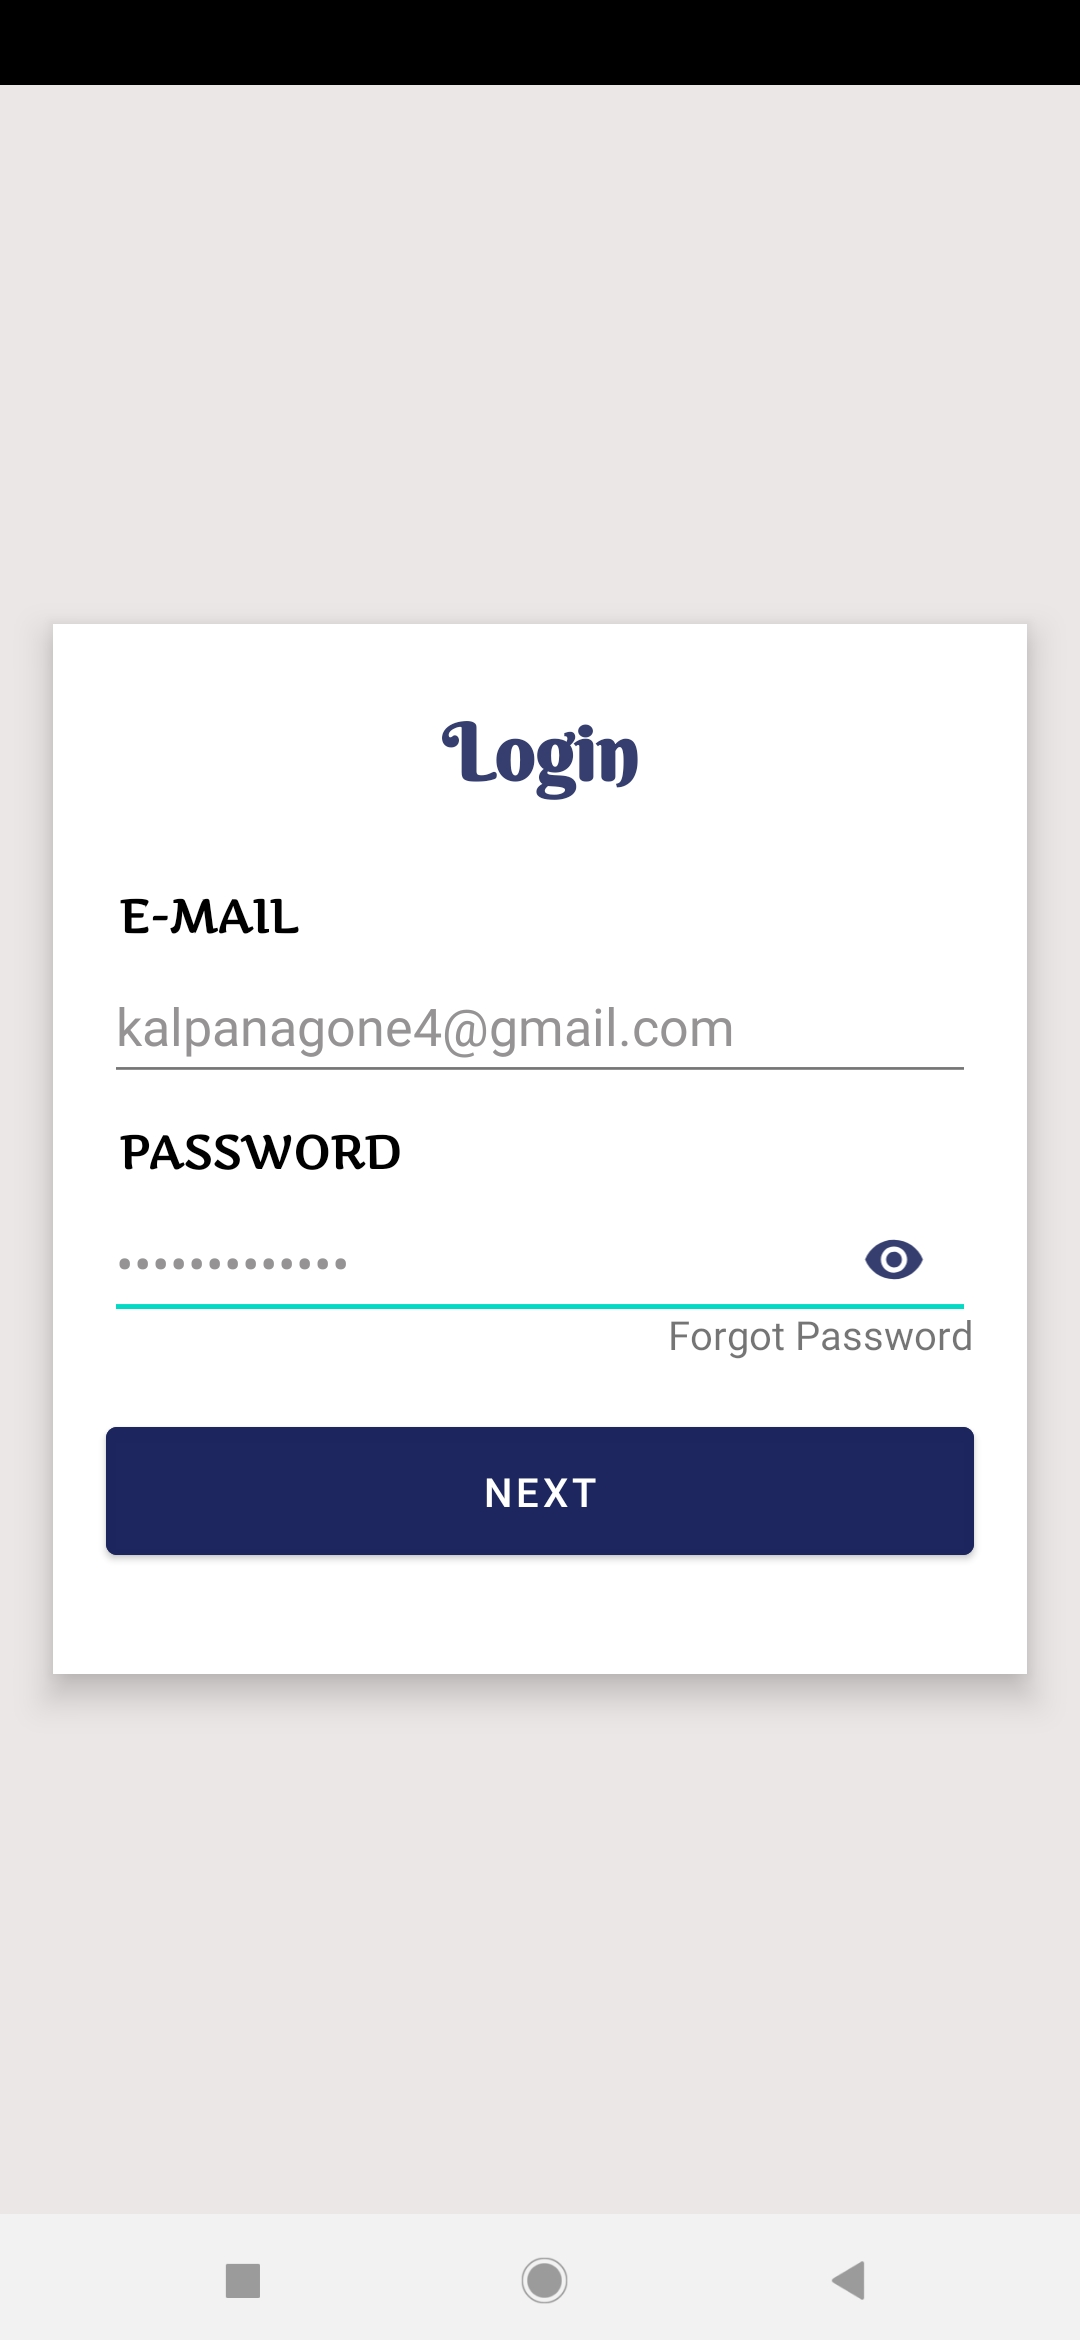 Login
E-MAIL
kalpanagone4@gmail.com
PASSWORD
•••••••••••••
Forgot Password
NEXT